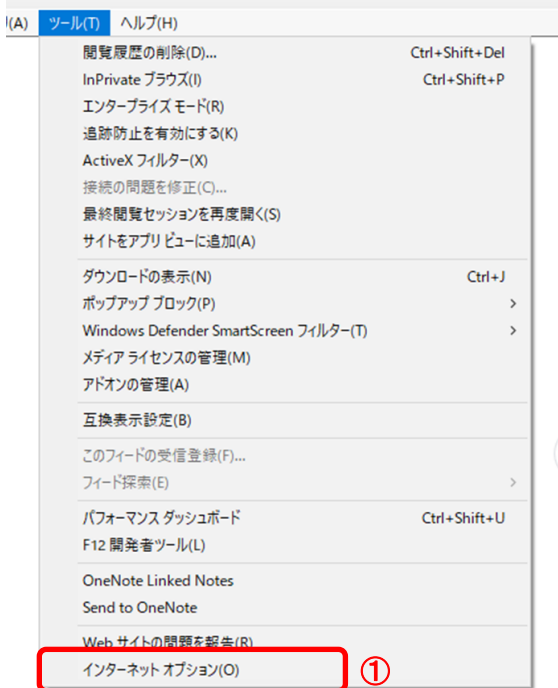 (A) ツール(T) ヘルプ(H)
閲覧履歴の削除(D)... Ctrl+Shift+Del
InPrivate ブラウズ(I) Ctrl+Shift+P
エンタープライズ モード(R)
追跡防止を有効にする(K)
ActiveX フィルター(X)
接続の問題を修正(C)...
最終閲覧セッションを再度開く(S)
サイトをアプリ ビューに追加(A)
ダウンロードの表示(N) Ctrl+J
ポップアップ ブロック(P)
Windows Defender SmartScreen フィルター(T)
メディア ライセンスの管理(M)
アドオンの管理(A)
互換表示設定(B)
このフィードの受信登録(F)...
フィード探索(E)
パフォーマンス ダッシュボード Ctrl+Shift+U
F12 開発者ツール(L)
OneNote Linked Notes
Send to OneNote
Web サイトの問題を報告(R)
インターネット オプション(O) ①